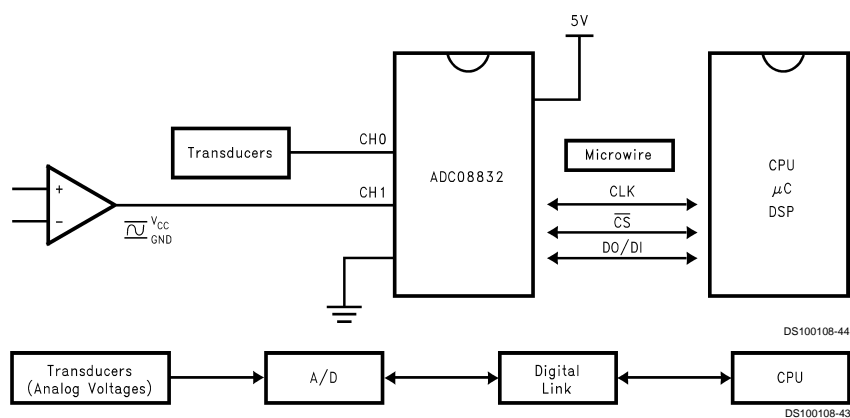 5V
CH0
Transducers
Microwire
ADC08832
CPU
μC
DSP
CH1
CLK
+
−
VCC
GND
CS
DO/DI
DS100108-44
Transducers
(Analog Voltages)
A/D
Digital
Link
CPU
DS100108-43